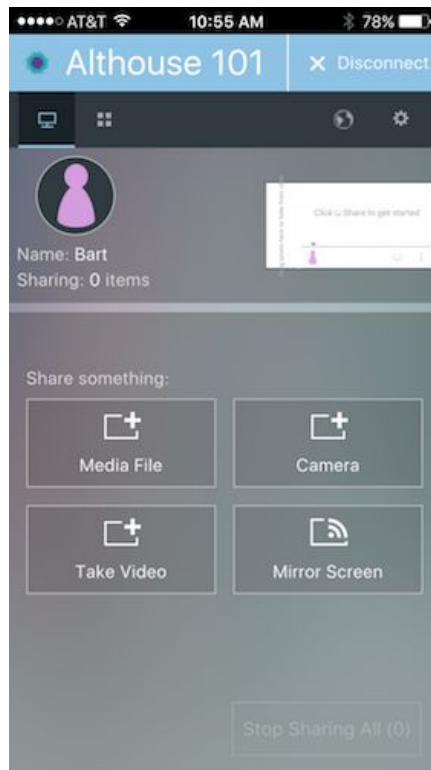 AT&T 10:55 AM 78%
Althouse 101 Disconnect
Click Share to get started
Name: Bart
Sharing: 0 items
Share something:
Media File Camera
Take Video Mirror Screen
Stop Sharing All (0)